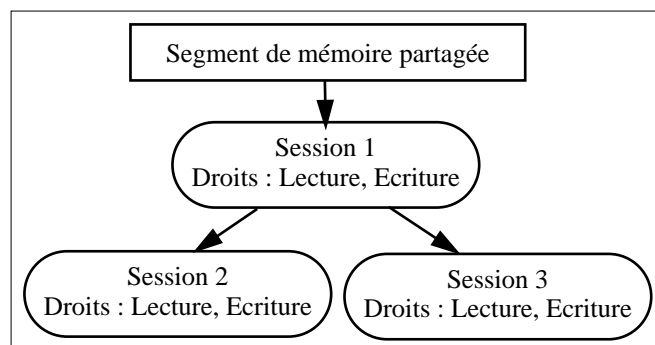 Segment de mémoire partagée
Session 1
Droits : Lecture, Ecriture
Session 2
Droits : Lecture, Ecriture
Session 3
Droits : Lecture, Ecriture